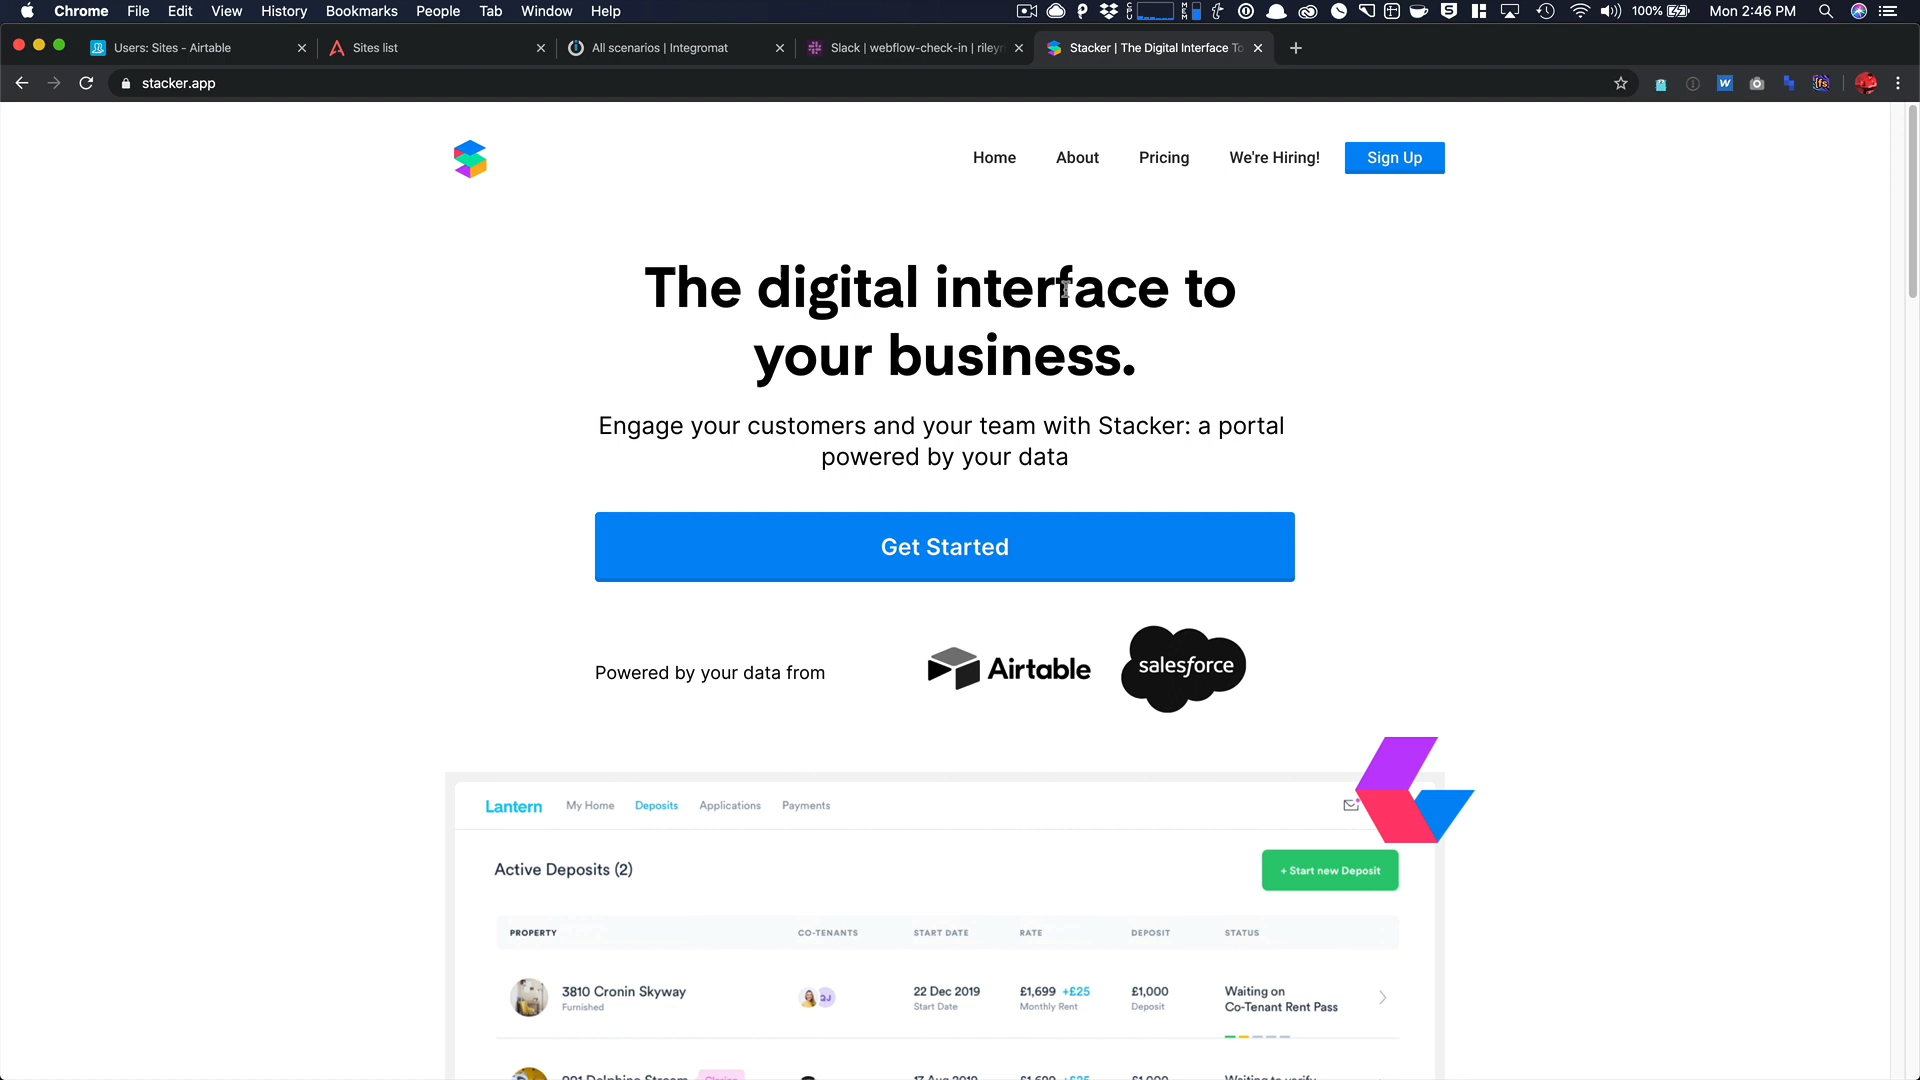 Chrome File Edit View History Bookmarks People Tab Window Help 100% Mon 2:46 PM
Users: Sites - Airtable
Sites list
All scenarios | Integromat
Slack | webflow-check-in | riley
Stacker | The Digital Interface To
stacker.app
Home About Pricing We're Hiring! Sign Up
The digital interface to
your business.
Engage your customers and your team with Stacker: a portal
powered by your data
Get Started
Powered by your data from
Airtable
salesforce
Lantern My Home Deposits Applications Payments
Active Deposits (2)
+ Start new Deposit
PROPERTY CO-TENANTS START DATE RATE DEPOSIT STATUS
3810 Cronin Skyway
Furnished
QJ
22 Dec 2019
Start Date
£1,699 +£25
Monthly Rent
£1,000
Deposit
Waiting on
Co-Tenant Rent Pass